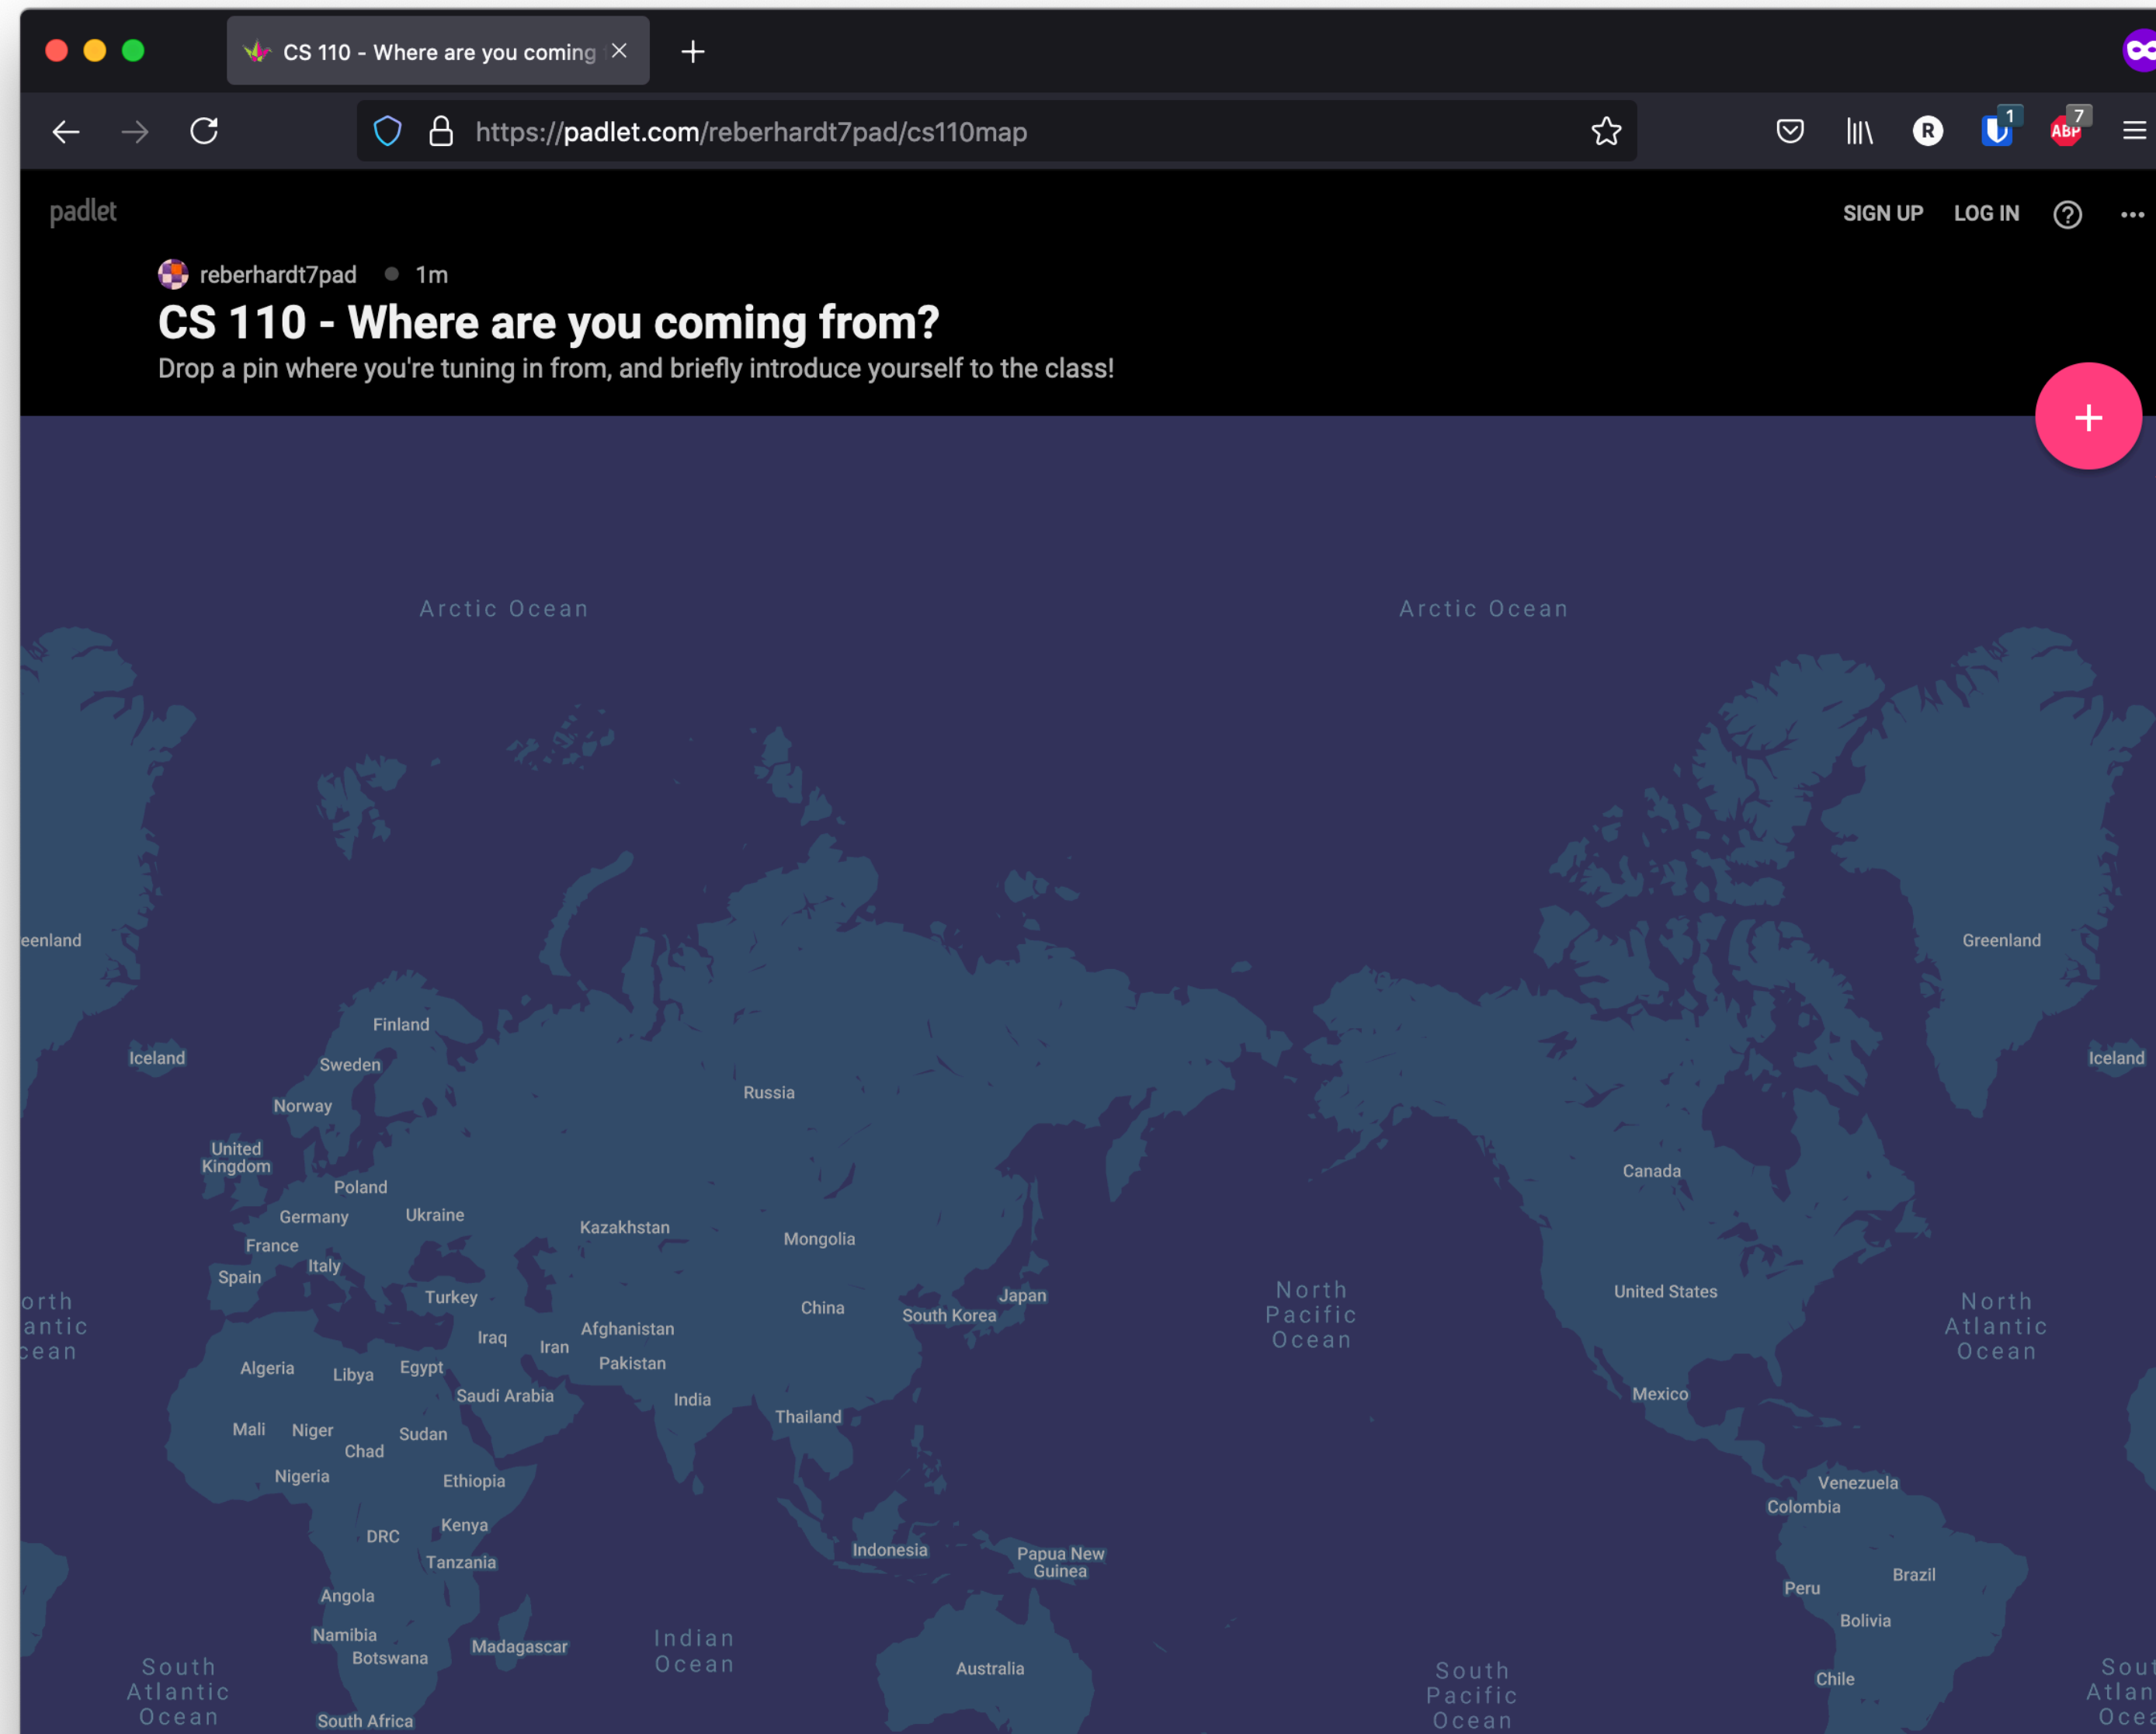 CS 110 - Where are you coming
https://padlet.com/reberhardt7pad/cs110map
R
1
ABP
7
padlet
SIGN UP
LOG IN
?
reberhardt7pad
1m
CS 110 - Where are you coming from?
Drop a pin where you're tuning in from, and briefly introduce yourself to the class!
+
Arctic Ocean
Arctic Ocean
eenland
Greenland
Finland
Iceland
Iceland
Sweden
Russia
Norway
United
Kingdom
Canada
Poland
Germany
Ukraine
Kazakhstan
Mongolia
France
Italy
Spain
Turkey
China
South Korea
Japan
North
Pacific
Ocean
United States
North
Atlantic
Ocean
orth
antic
cean
Iraq
Iran
Afghanistan
Pakistan
Algeria
Libya
Egypt
Saudi Arabia
India
Thailand
Mexico
Mali
Niger
Chad
Sudan
Nigeria
Ethiopia
Venezuela
Colombia
DRC
Kenya
Tanzania
Indonesia
Papua New
Guinea
Peru
Brazil
Angola
Bolivia
Namibia
Botswana
Madagascar
Indian
Ocean
Australia
South
Atlantic
Ocean
South
Pacific
Ocean
Chile
Sout
Atlan
Ocea
South Africa